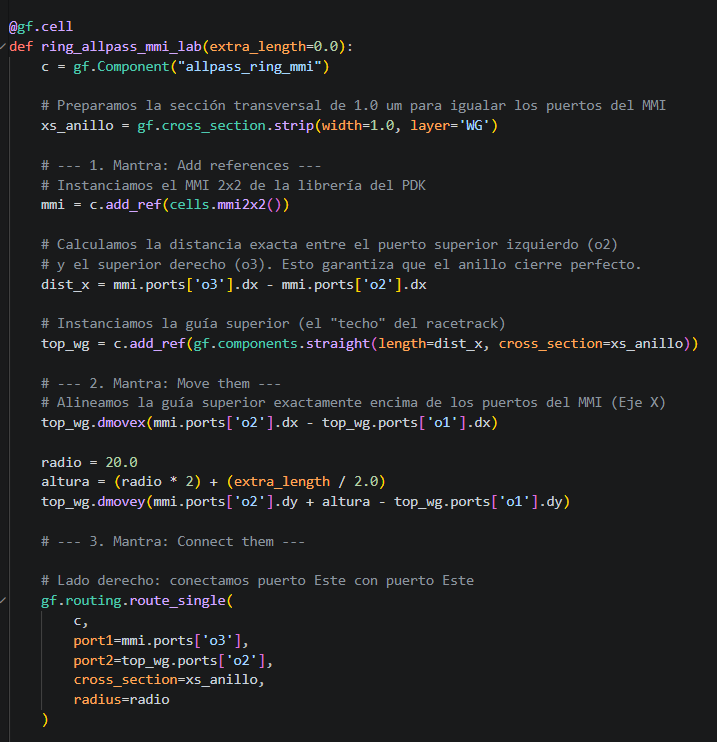 @gf.cell
def ring_allpass_mmi_lab(extra_length=0.0):
    c = gf.Component("allpass_ring_mmi")

    # Preparamos la sección transversal de 1.0 um para igualar los puertos del MMI
    xs_anillo = gf.cross_section.strip(width=1.0, layer='WG')

    # --- 1. Mantra: Add references ---
    # Instanciamos el MMI 2x2 de la librería del PDK
    mmi = c.add_ref(cells.mmi2x2())

    # Calculamos la distancia exacta entre el puerto superior izquierdo (o2)
    # y el superior derecho (o3). Esto garantiza que el anillo cierre perfecto.
    dist_x = mmi.ports['o3'].dx - mmi.ports['o2'].dx

    # Instanciamos la guía superior (el "techo" del racetrack)
    top_wg = c.add_ref(gf.components.straight(length=dist_x, cross_section=xs_anillo))

    # --- 2. Mantra: Move them ---
    # Alineamos la guía superior exactamente encima de los puertos del MMI (Eje X)
    top_wg.dmovex(mmi.ports['o2'].dx - top_wg.ports['o1'].dx)

    radio = 20.0
    altura = (radio * 2) + (extra_length / 2.0)
    top_wg.dmovey(mmi.ports['o2'].dy + altura - top_wg.ports['o1'].dy)

    # --- 3. Mantra: Connect them ---

    # Lado derecho: conectamos puerto Este con puerto Este
    gf.routing.route_single(
        c,
        port1=mmi.ports['o3'],
        port2=top_wg.ports['o2'],
        cross_section=xs_anillo,
        radius=radio
    )